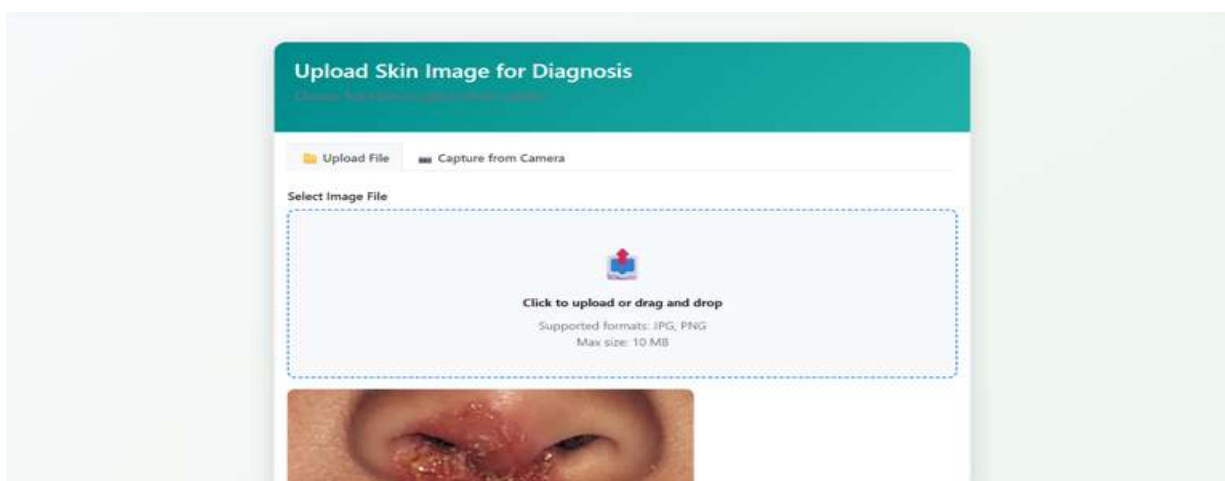 Upload Skin Image for Diagnosis
Upload File
Capture from Camera
Select Image File
Click to upload or drag and drop
Supported formats: JPG, PNG
Max size: 10 MB